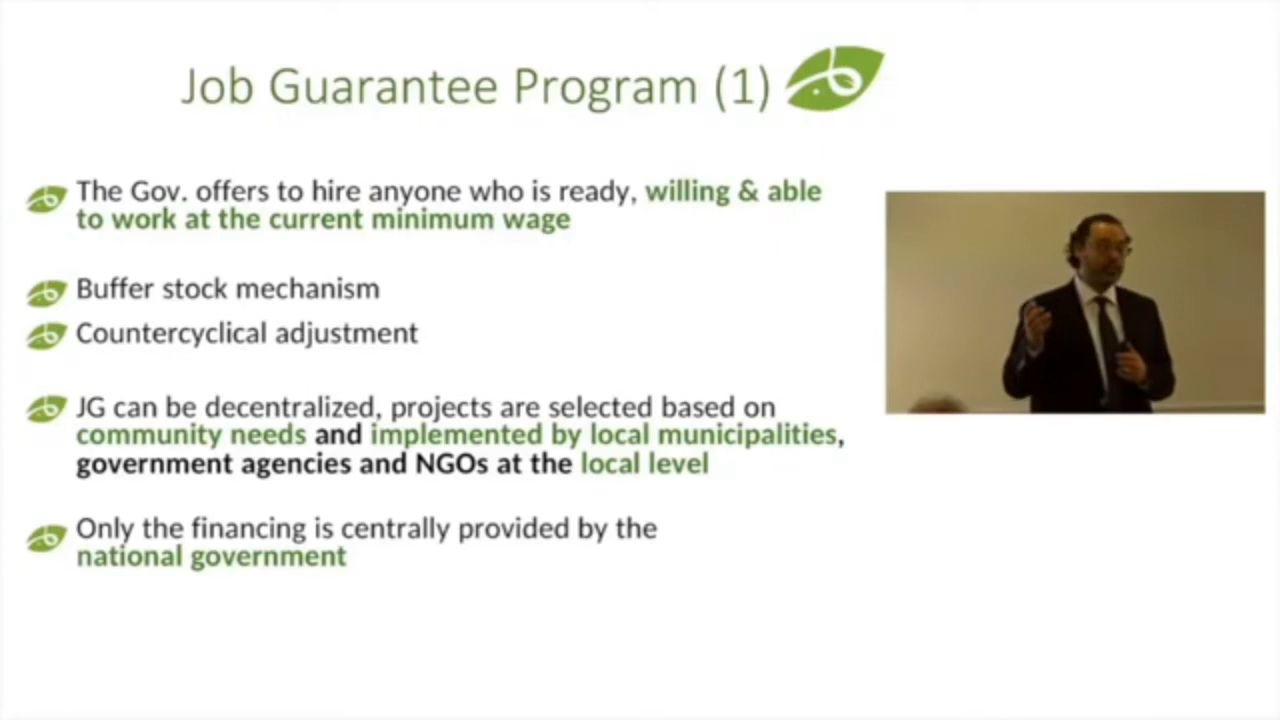 Job Guarantee Program (1)
The Gov. offers to hire anyone who is ready, willing & able
to work at the current minimum wage
Buffer stock mechanism
Countercyclical adjustment
JG can be decentralized, projects are selected based on
community needs and implemented by local municipalities,
government agencies and NGOs at the local level
Only the financing is centrally provided by the
national government